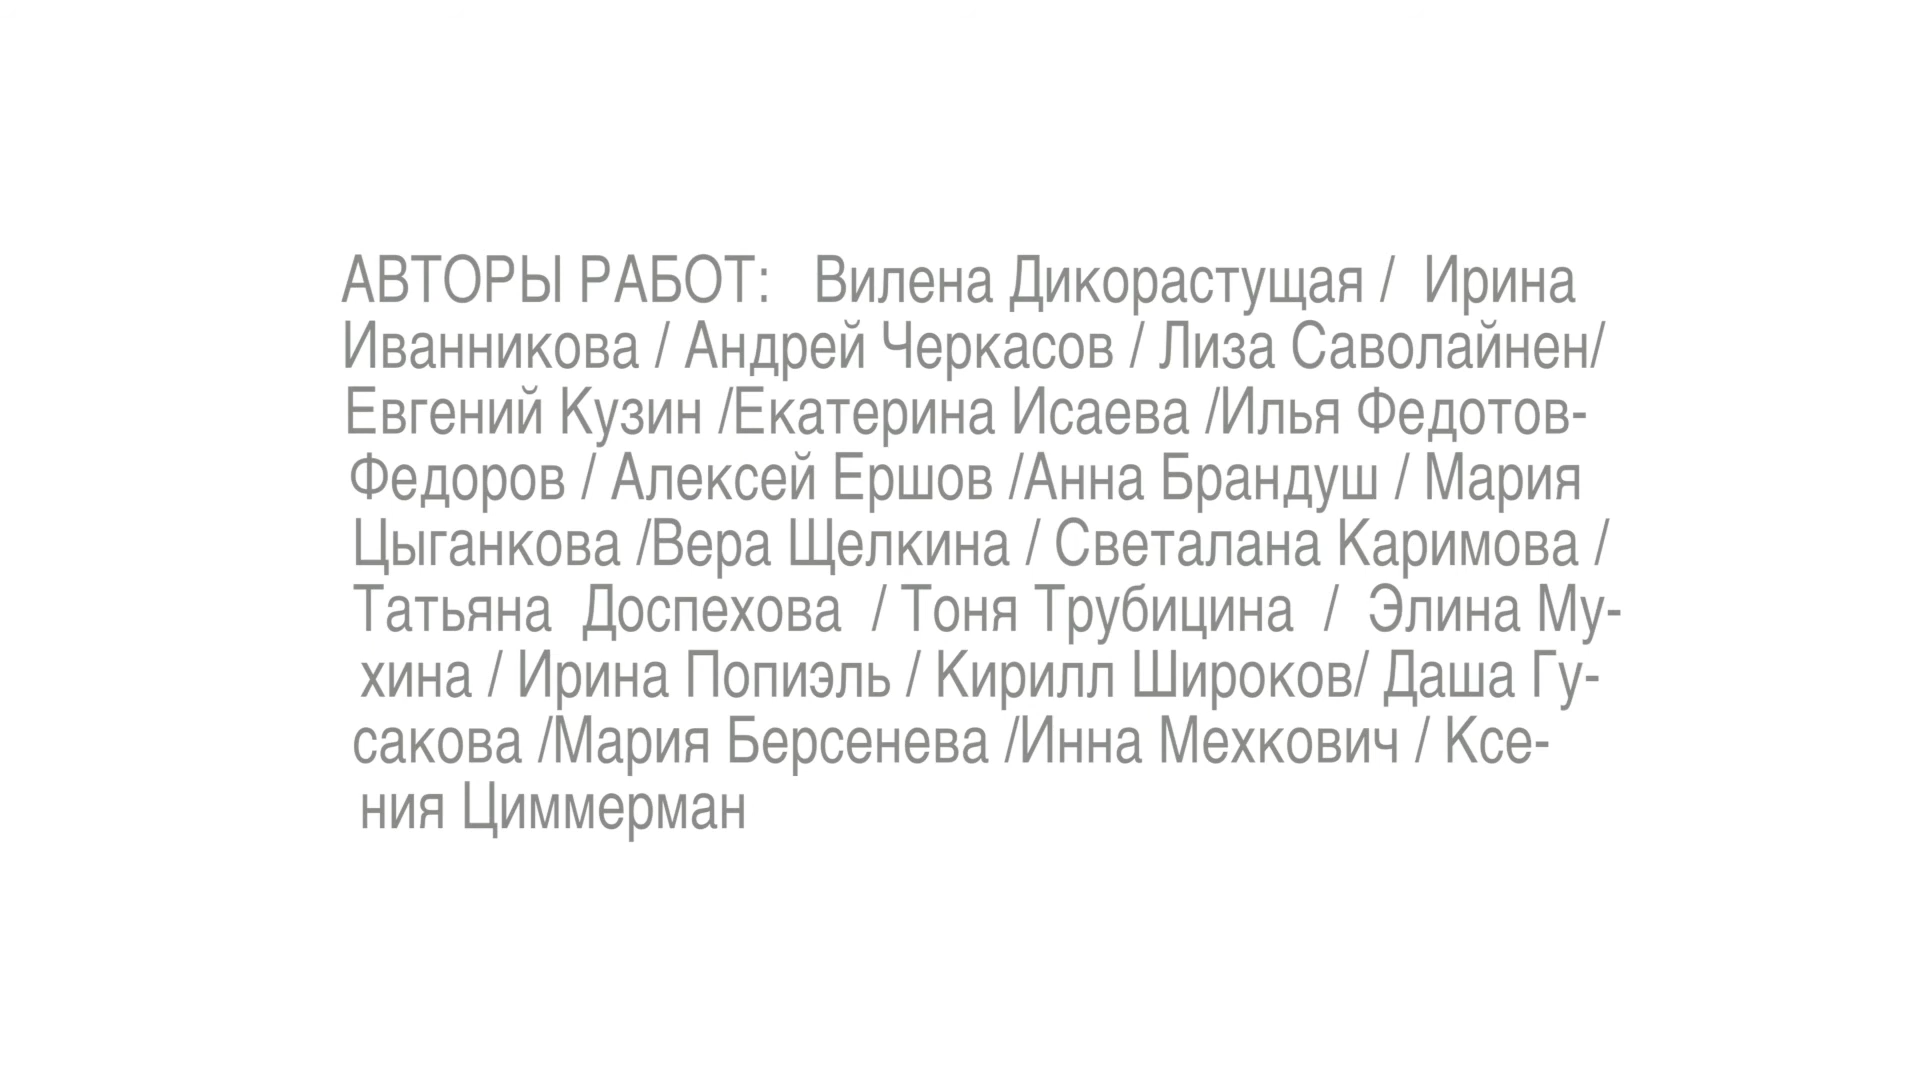 АВТОРЫ РАБОТ: Вилена Дикорастущая / Ирина
Иванникова / Андрей Черкасов / Лиза Саволайнен/
Евгений Кузин /Екатерина Исаева /Илья Федотов-
Федоров / Алексей Ершов /Анна Брандуш / Мария
Цыганкова /Вера Щелкина / Светалана Каримова /
Татьяна Доспехова / Тоня Трубицина / Элина Му-
хина / Ирина Попиэль / Кирилл Широков/ Даша Гу-
сакова /Мария Берсенева /Инна Мехкович / Ксе-
ния Циммерман